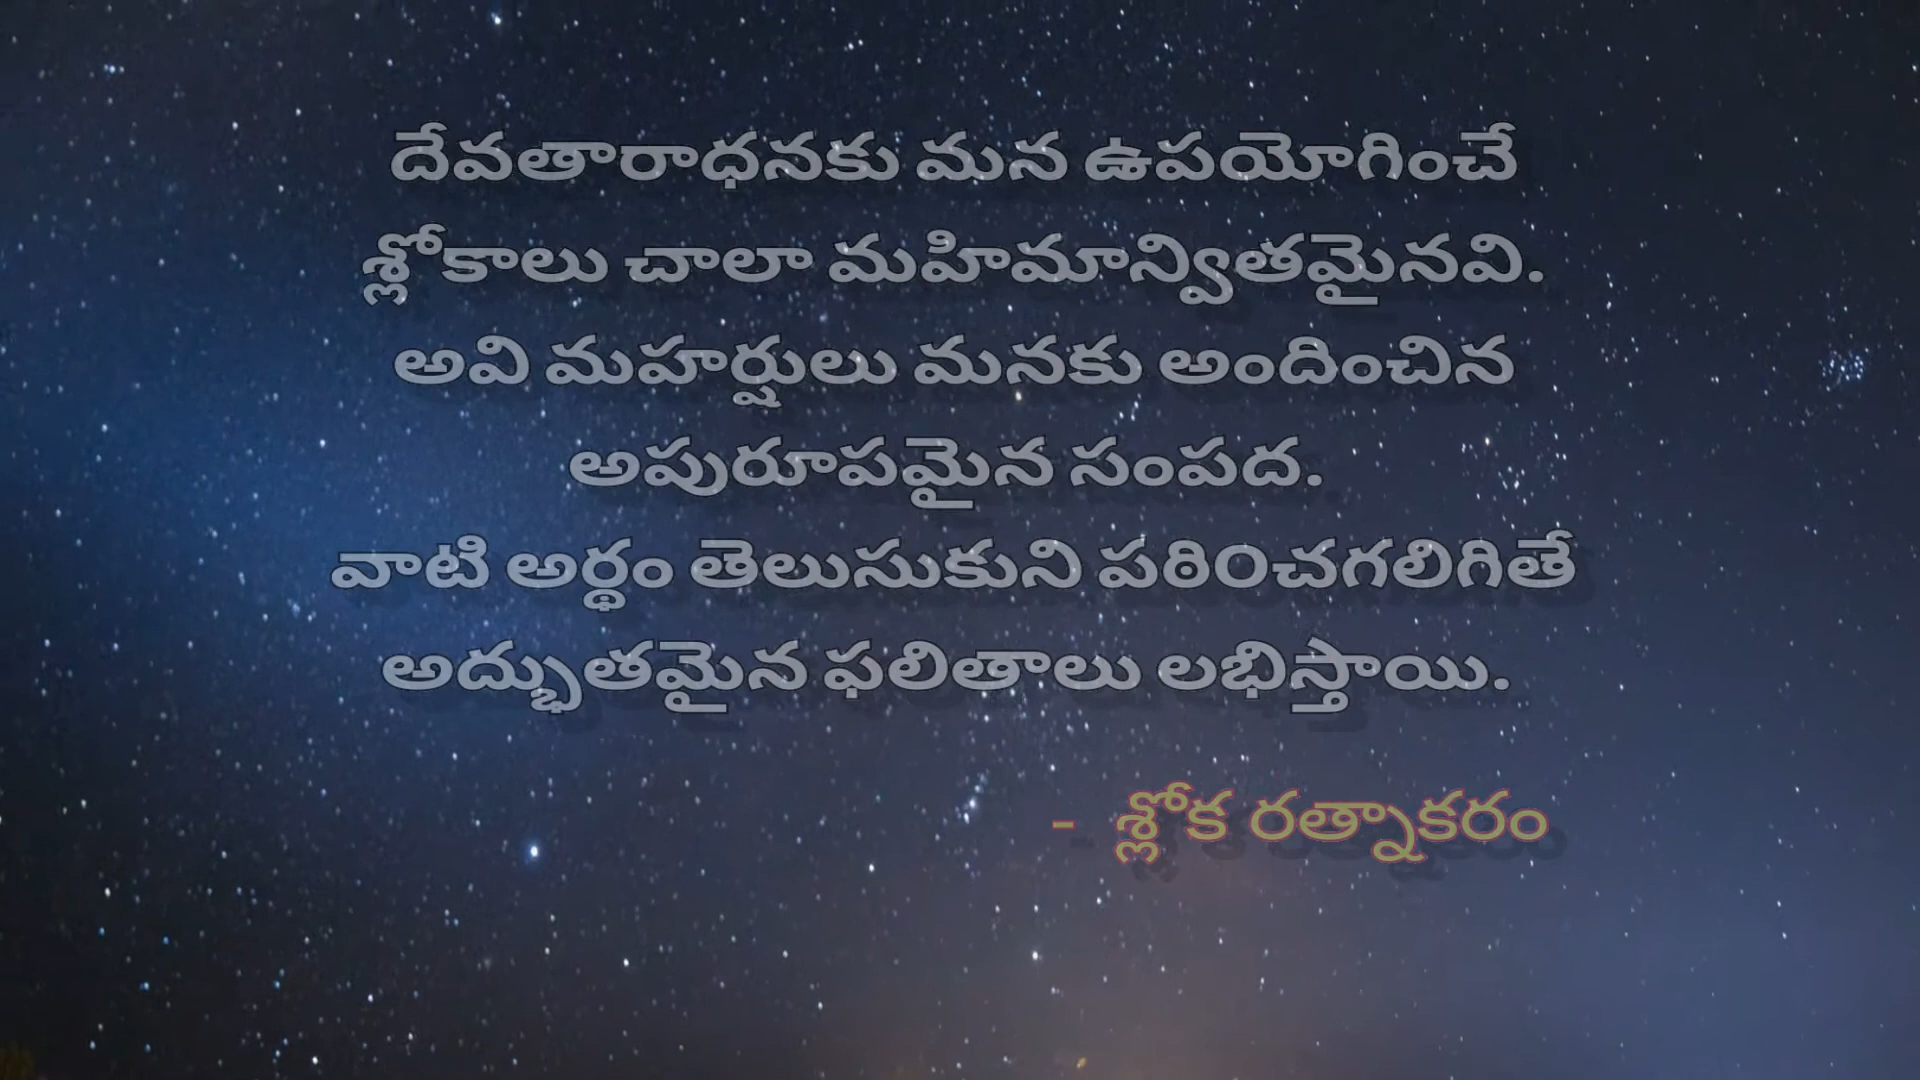 దేవతారాధనకు మన ఉపయోగించే
శ్లోకాలు చాలా మహిమాన్వితమైనవి.
అవి మహర్షులు మనకు అందించిన
అపురూపమైన సంపద.
వాటి అర్థం తెలుసుకుని పఠించగలిగితే
అద్భుతమైన ఫలితాలు లభిస్తాయి.
- శ్లోక రత్నాకరం